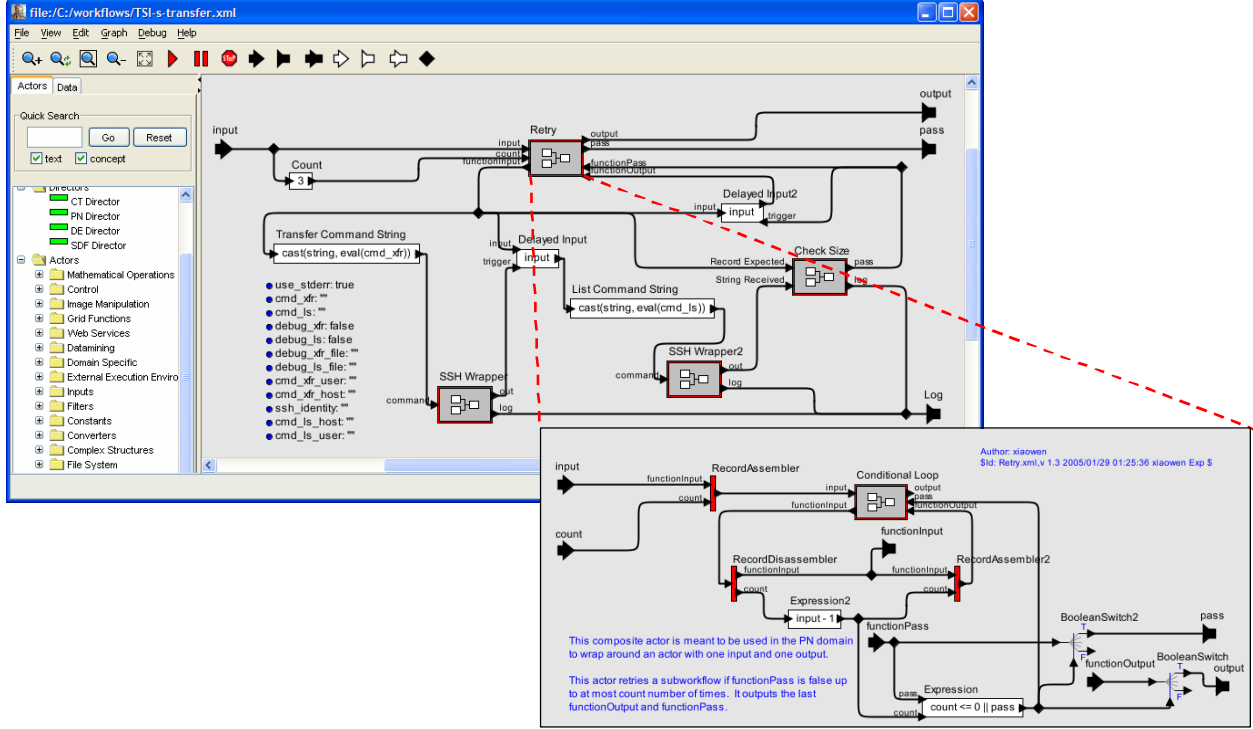 file:/C:/workflows/TSI-s-transfer.xml
File View Edit Graph Debug Help
STOP
Actors Data
Quick Search
Go Reset
text concept
Directors
CT Director
PN Director
DE Director
SDF Director
Actors
Mathematical Operations
Control
Image Manipulation
Grid Functions
Web Services
Datamining
Domain Specific
External Execution Enviro
Inputs
Filters
Constants
Converters
Complex Structures
File System
input
Count
3
Retry
input
count
functionInput
output
pass
functionPass
functionOutput
output
pass
Delayed Input2
input
input
trigger
Transfer Command String
cast(string, eval(cmd_xfr))
Delayed Input
input
trigger
input
Check Size
Record Expected
String Received
pass
log
List Command String
cast(string, eval(cmd_ls))
use_stderr: true
cmd_xfr: ""
cmd_ls: ""
debug_xfr: false
debug_ls: false
debug_xfr_file: ""
debug_ls_file: ""
cmd_xfr_user: ""
cmd_xfr_host: ""
ssh_identity: ""
cmd_ls_host: ""
cmd_ls_user: ""
SSH Wrapper
command
out
log
SSH Wrapper2
command
out
log
Log
Author: xiaowen
$Id: Retry.xml,v 1.3 2005/01/29 01:25:36 xiaowen Exp $
input
count
RecordAssembler
functionInput
count
Conditional Loop
input
functionInput
output
pass
functionOutput
functionInput
RecordDisassembler
functionInput
count
RecordAssembler2
functionInput
count
Expression2
input - 1
functionPass
BooleanSwitch2
T
F
pass
functionOutput
BooleanSwitch
T
F
output
Expression
pass
count
count <= 0 || pass
This composite actor is meant to be used in the PN domain
to wrap around an actor with one input and one output.
This actor retries a subworkflow if functionPass is false up
to at most count number of times. It outputs the last
functionOutput and functionPass.